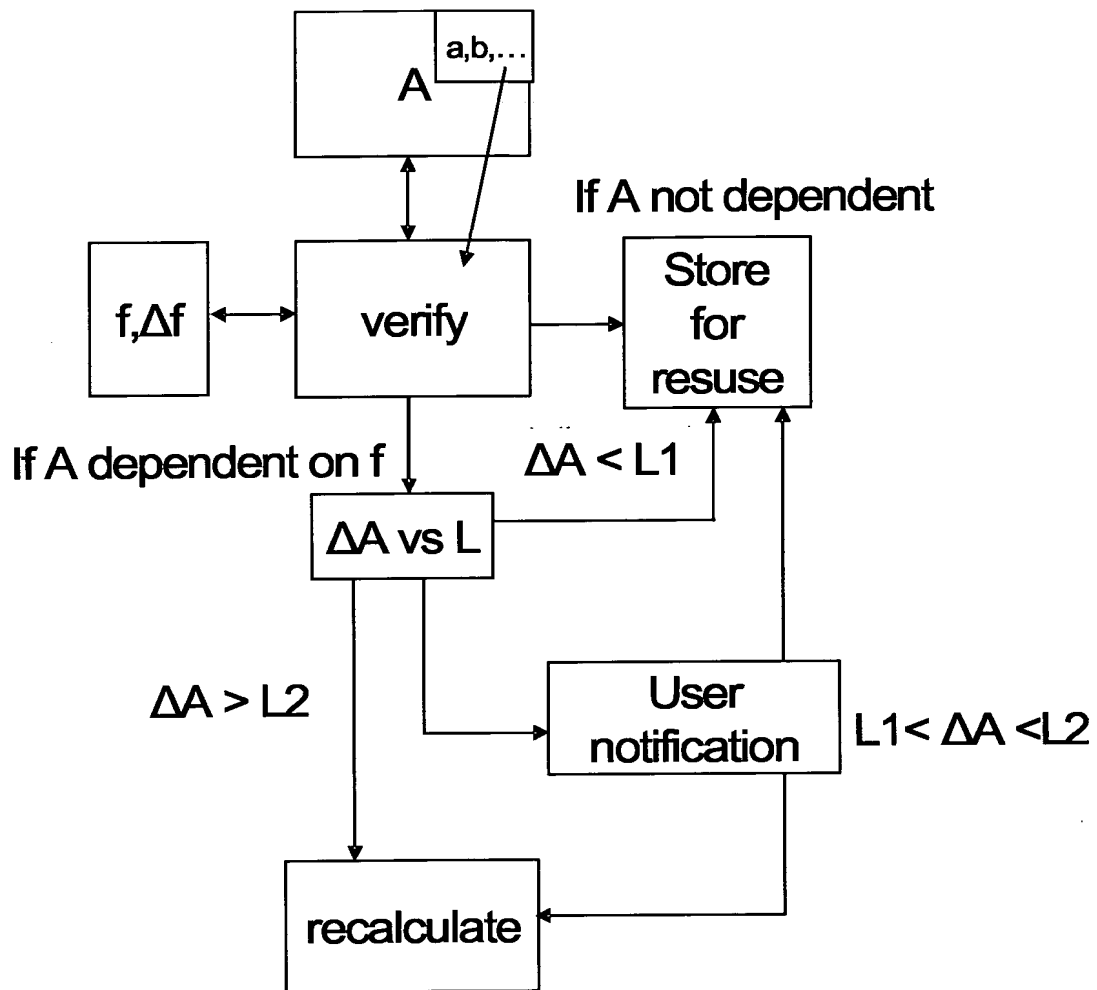 a,b,...
A
If A not dependent
Store
for
resuse
f,Δf
verify
If A dependent on f
ΔA < L1
ΔA vs L
ΔA > L2
User
notification
L1< ΔA <L2
recalculate